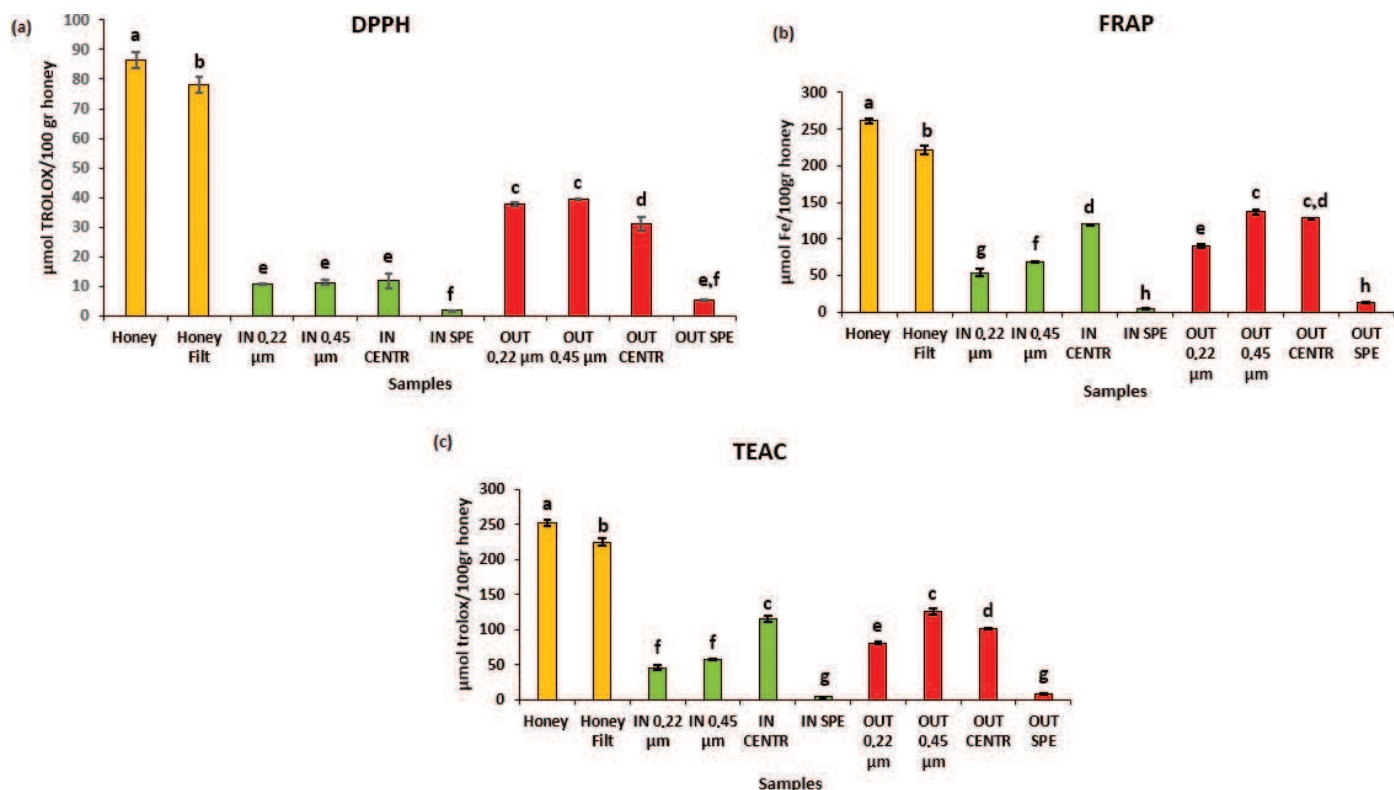 (a)
DPPH
µmol TROLOX/100 gr honey
100
90
80
70
60
50
40
30
20
10
0
a
b
e
e
e
f
c
c
d
e,f
Honey
Honey Filt
IN 0,22 µm
IN 0,45 µm
IN CENTR
IN SPE
OUT 0,22 µm
OUT 0,45 µm
OUT CENTR
OUT SPE
Samples
(b)
FRAP
µmol Fe/100gr honey
300
250
200
150
100
50
0
a
b
g
f
d
h
e
c
c,d
h
Honey
Honey Filt
IN 0,22 µm
IN 0,45 µm
IN CENTR
IN SPE
OUT 0,22 µm
OUT 0,45 µm
OUT CENTR
OUT SPE
Samples
(c)
TEAC
µmol trolox/100gr honey
300
250
200
150
100
50
0
a
b
f
f
c
g
e
c
d
g
Honey
Honey Filt
IN 0,22 µm
IN 0,45 µm
IN CENTR
IN SPE
OUT 0,22 µm
OUT 0,45 µm
OUT CENTR
OUT SPE
Samples